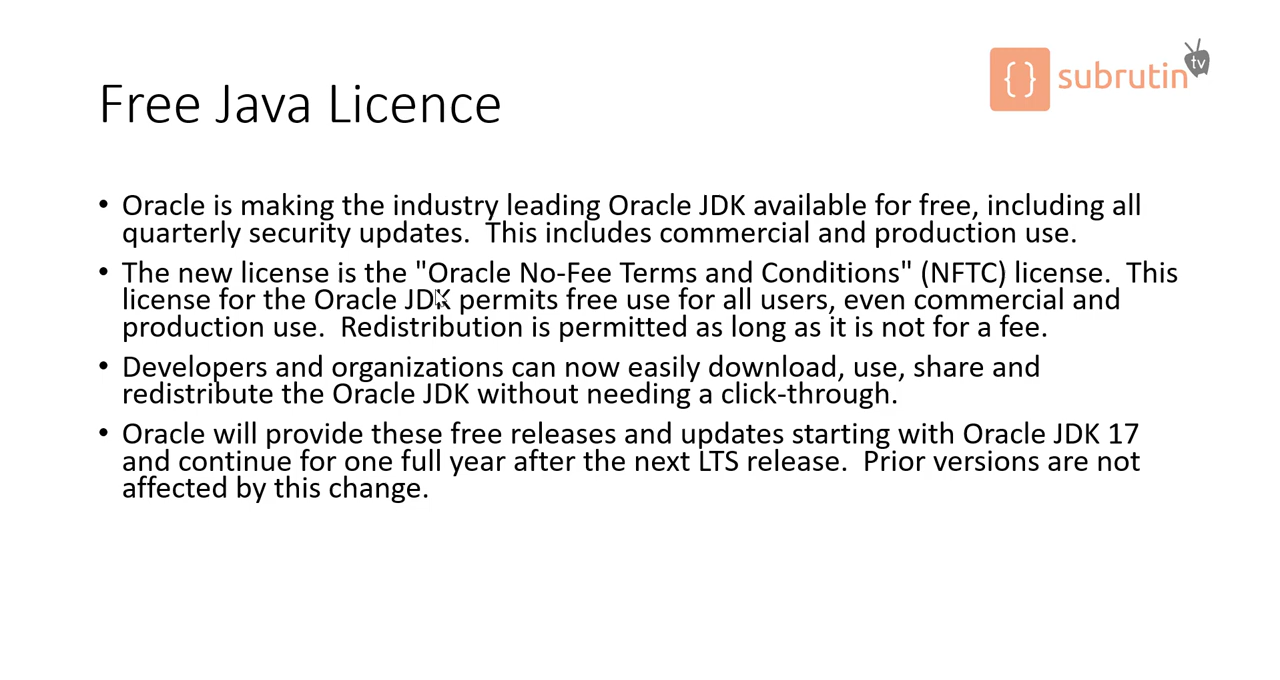 subrutin
tv
Free Java Licence
• Oracle is making the industry leading Oracle JDK available for free, including all
quarterly security updates.  This includes commercial and production use.
• The new license is the "Oracle No-Fee Terms and Conditions" (NFTC) license.  This
license for the Oracle JDK permits free use for all users, even commercial and
production use.  Redistribution is permitted as long as it is not for a fee.
• Developers and organizations can now easily download, use, share and
redistribute the Oracle JDK without needing a click-through.
• Oracle will provide these free releases and updates starting with Oracle JDK 17
and continue for one full year after the next LTS release.  Prior versions are not
affected by this change.